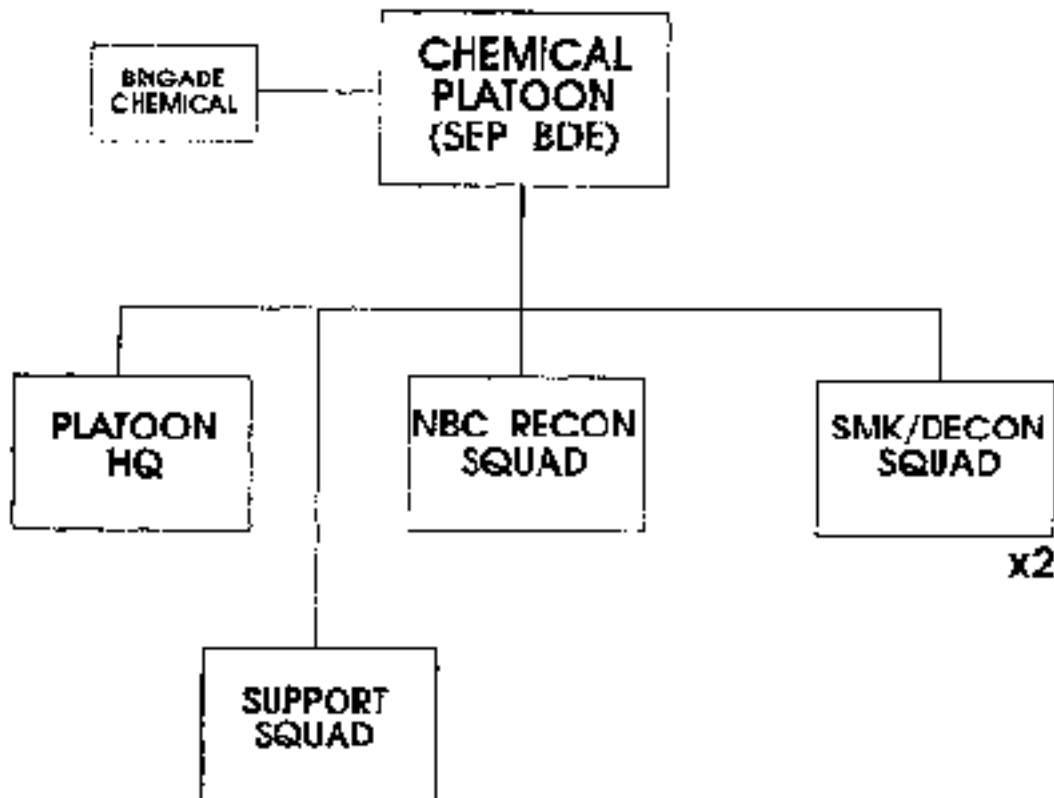 BRIGADE
CHEMICAL
CHEMICAL
PLATOON
(SEP BDE)
PLATOON
HQ
NBC RECON
SQUAD
SMK/DECON
SQUAD
x2
SUPPORT
SQUAD